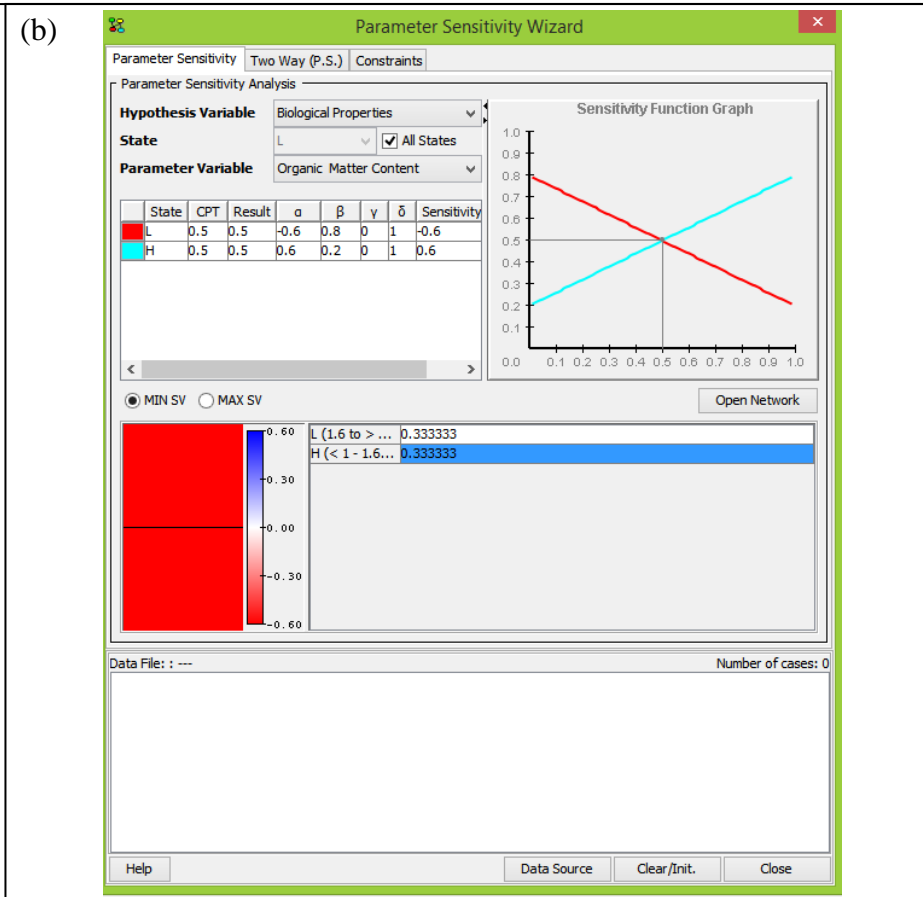 (b)
Parameter Sensitivity Wizard
Parameter Sensitivity Two Way (P.S.) Constraints
Parameter Sensitivity Analysis
Hypothesis Variable Biological Properties
State L All States
Parameter Variable Organic Matter Content
State CPT Result α β γ δ Sensitivity
L 0.5 0.5 -0.6 0.8 0 1 -0.6
H 0.5 0.5 0.6 0.2 0 1 0.6
Sensitivity Function Graph
1.0
0.9
0.8
0.7
0.6
0.5
0.4
0.3
0.2
0.1
0.0 0.1 0.2 0.3 0.4 0.5 0.6 0.7 0.8 0.9 1.0
MIN SV MAX SV Open Network
0.60
0.30
0.00
-0.30
-0.60
L (1.6 to > ... 0.333333
H (< 1 - 1.6... 0.333333
Data File: : --- Number of cases: 0
Help Data Source Clear/Init. Close